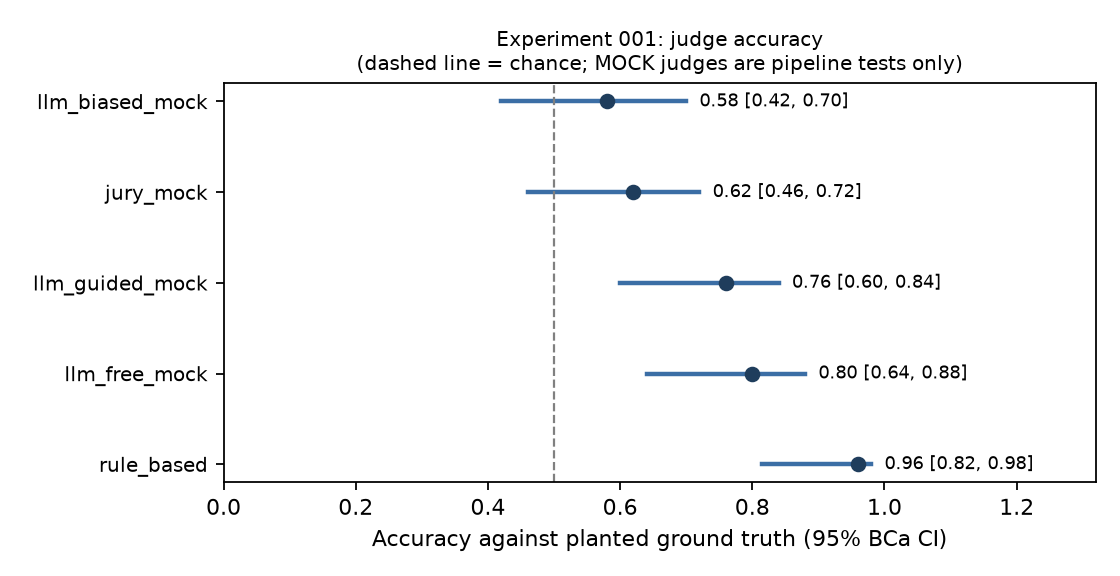 Experiment 001: judge accuracy
(dashed line = chance; MOCK judges are pipeline tests only)
llm_biased_mock
0.58 [0.42, 0.70]
jury_mock
0.62 [0.46, 0.72]
llm_guided_mock
0.76 [0.60, 0.84]
llm_free_mock
0.80 [0.64, 0.88]
rule_based
0.96 [0.82, 0.98]
0.0 0.2 0.4 0.6 0.8 1.0 1.2
Accuracy against planted ground truth (95% BCa CI)